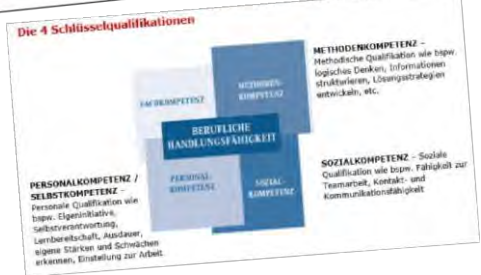 Die 4 Schlüsselqualifikationen
METHODENKOMPETENZ –
Methodische Qualifikation wie bspw.
logisches Denken, Informationen
strukturieren, Lösungsstrategien
entwickeln, etc.
FACHKOMPETENZ
METHODEN-
KOMPETENZ
BERUFLICHE
HANDLUNGSFÄHIGKEIT
PERSONAL-
KOMPETENZ
SOZIAL-
KOMPETENZ
PERSONALKOMPETENZ /
SELBSTKOMPETENZ –
Personale Qualifikation wie
bspw. Eigeninitiative,
Selbstverantwortung,
Lernbereitschaft, Ausdauer,
eigene Stärken und Schwächen
erkennen, Einstellung zur Arbeit
SOZIALKOMPETENZ – Soziale
Qualifikation wie bspw. Fähigkeit zur
Teamarbeit, Kontakt- und
Kommunikationsfähigkeit